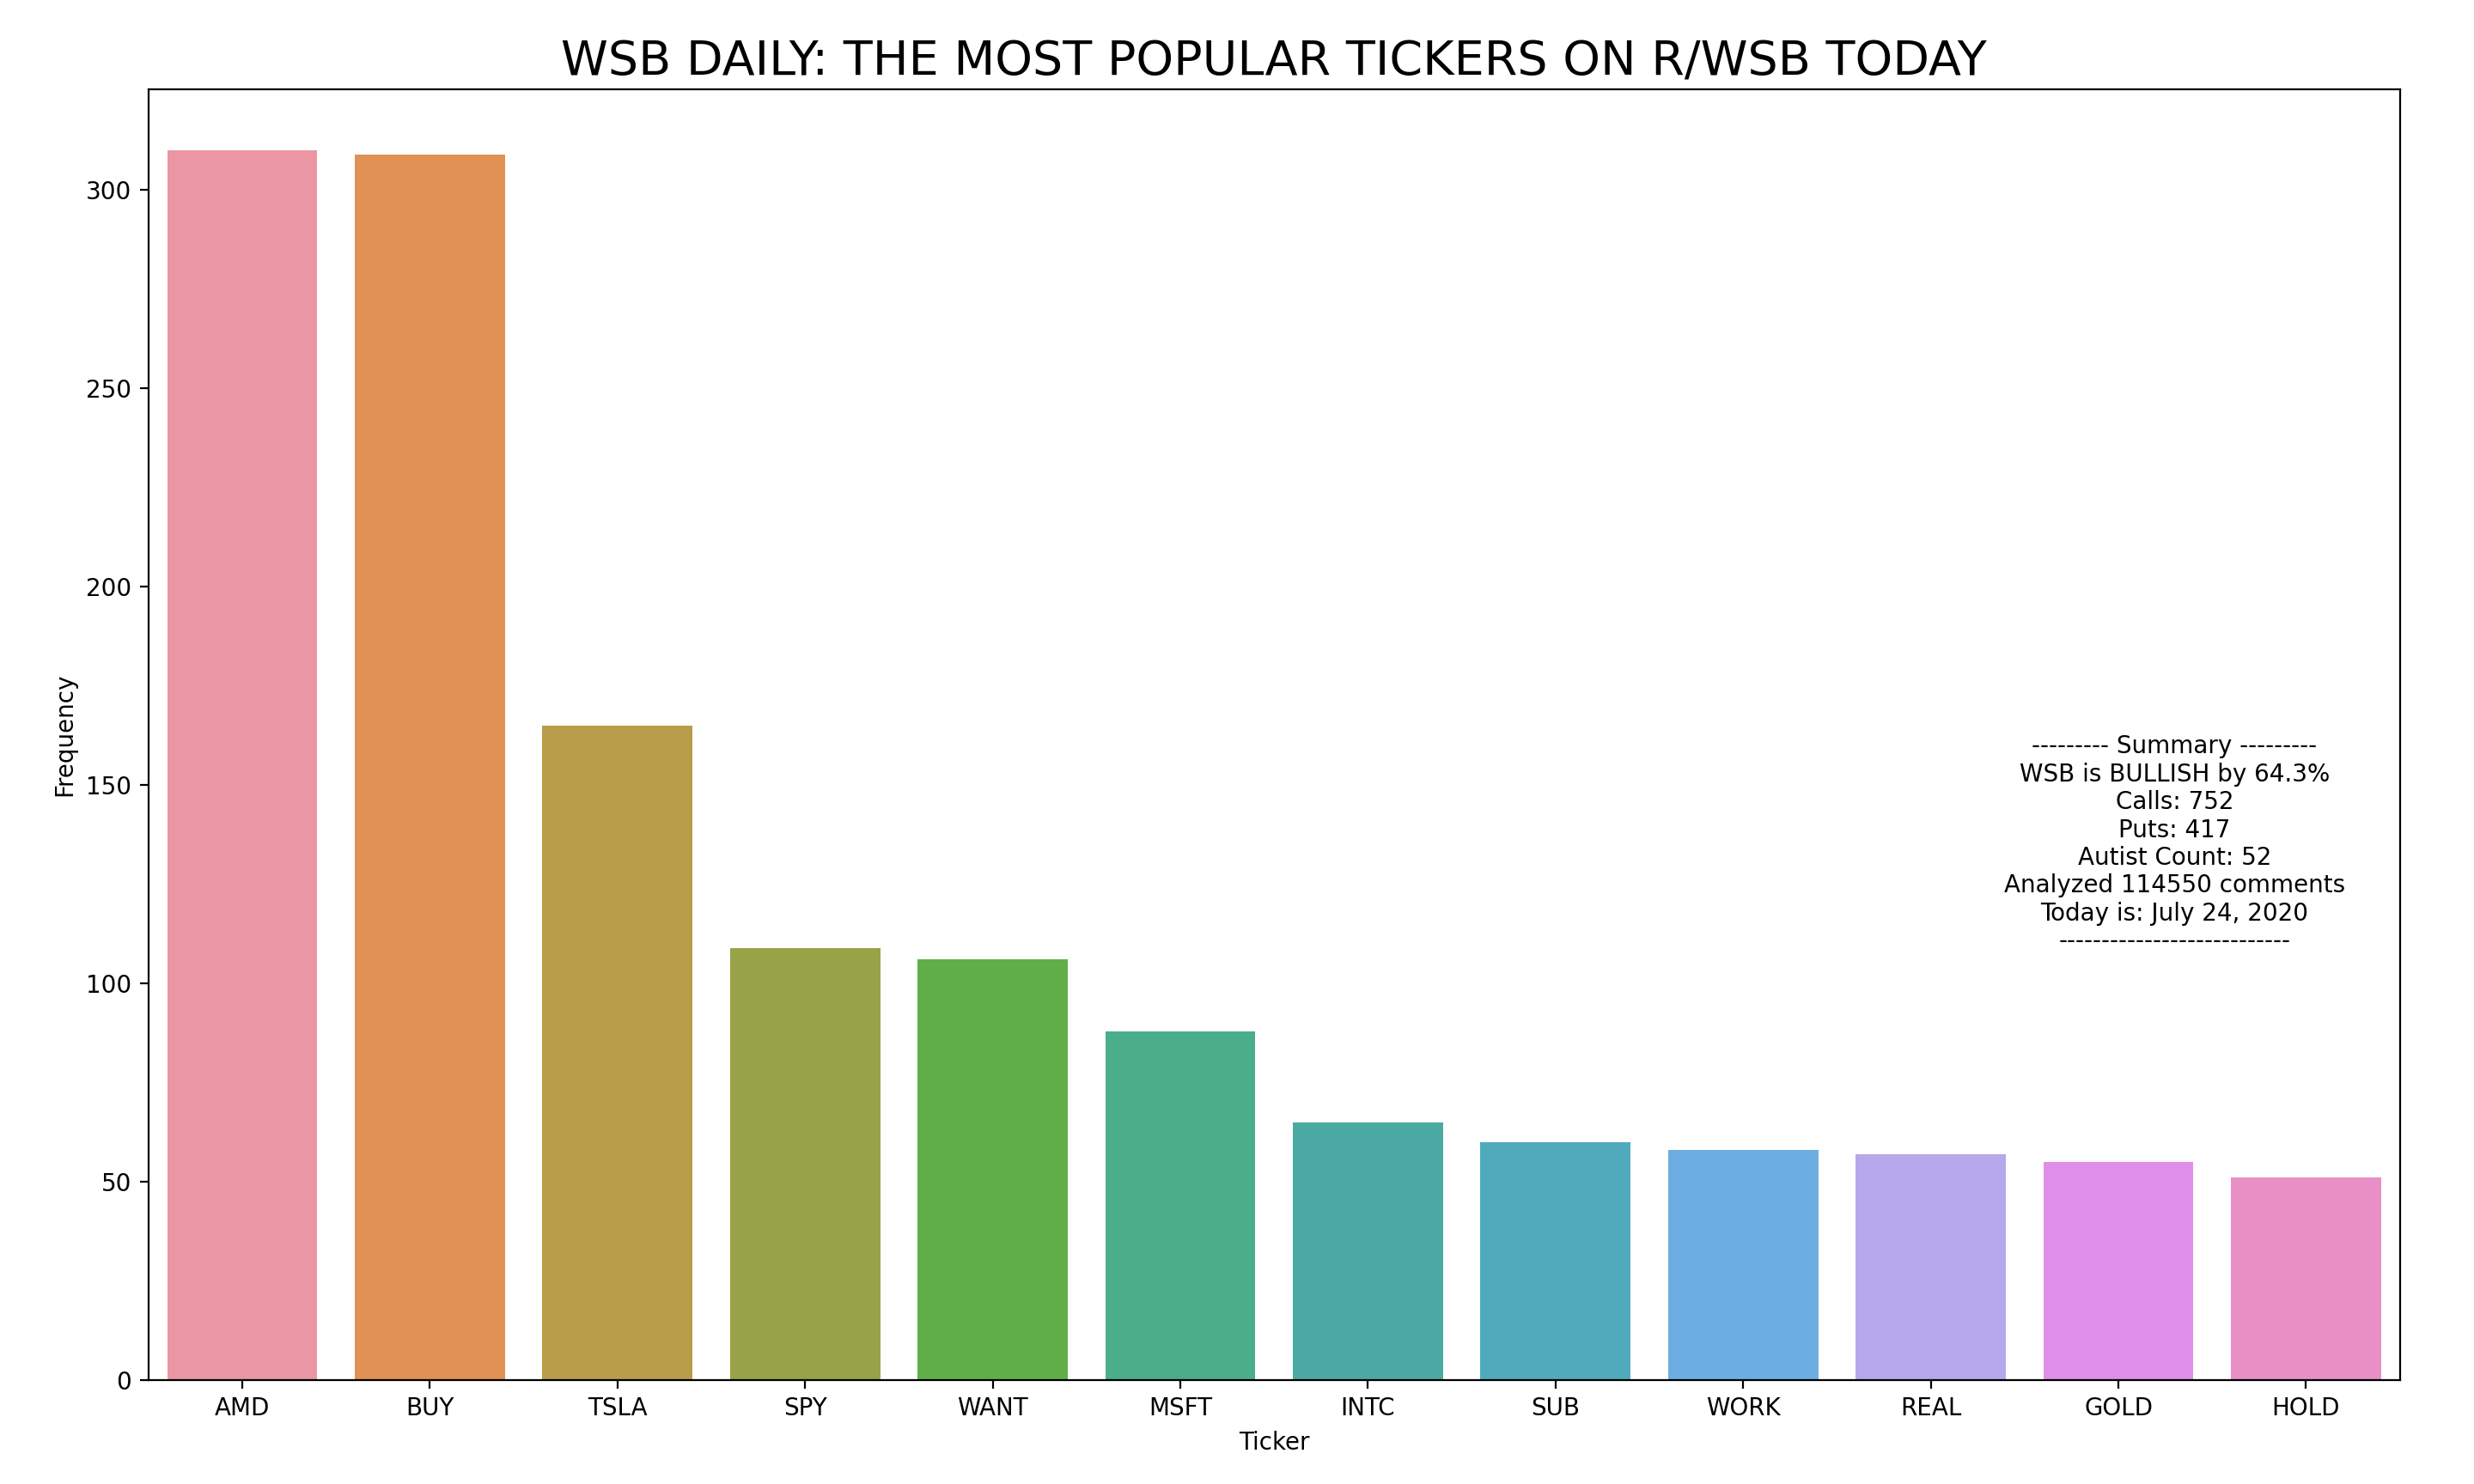 WSB DAILY: THE MOST POPULAR TICKERS ON R/WSB TODAY
300
250
200
150
100
50
0
Frequency
--------- Summary ---------
WSB is BULLISH by 64.3%
Calls: 752
Puts: 417
Autist Count: 52
Analyzed 114550 comments
Today is: July 24, 2020
---------------------------
AMD BUY TSLA SPY WANT MSFT INTC SUB WORK REAL GOLD HOLD
Ticker